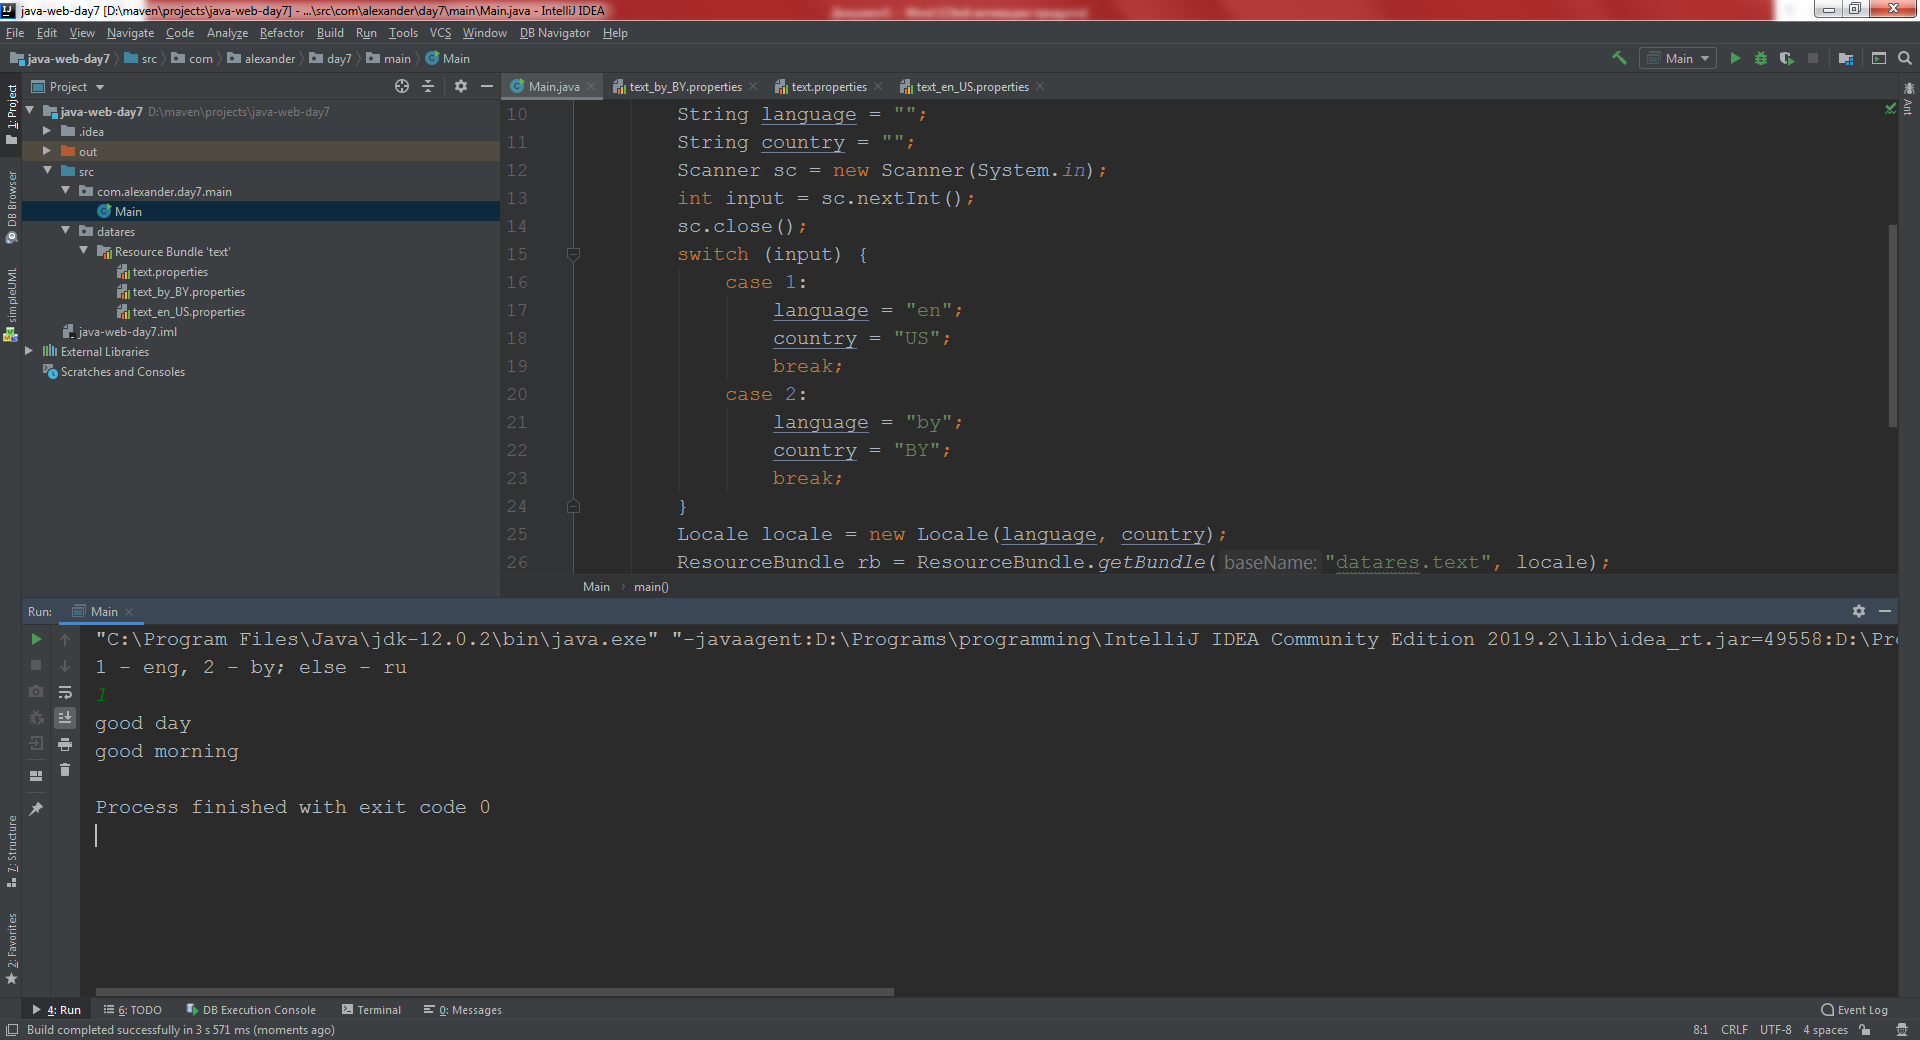 java-web-day7 [D:\maven\projects\java-web-day7] - ...\src\com\alexander\day7\main\Main.java - IntelliJ IDEA
File Edit View Navigate Code Analyze Refactor Build Run Tools VCS Window DB Navigator Help
java-web-day7 src com alexander day7 main Main
Main
Project
Main.java text_by_BY.properties text.properties text_en_US.properties
1: Project
DB Browser
simpleUML
7: Structure
2: Favorites
Ant
java-web-day7 D:\maven\projects\java-web-day7
.idea
out
src
com.alexander.day7.main
Main
datares
Resource Bundle 'text'
text.properties
text_by_BY.properties
text_en_US.properties
java-web-day7.iml
External Libraries
Scratches and Consoles
10 String language = "";
11 String country = "";
12 Scanner sc = new Scanner(System.in);
13 int input = sc.nextInt();
14 sc.close();
15 switch (input) {
16 case 1:
17 language = "en";
18 country = "US";
19 break;
20 case 2:
21 language = "by";
22 country = "BY";
23 break;
24 }
25 Locale locale = new Locale(language, country);
26 ResourceBundle rb = ResourceBundle.getBundle( baseName: "datares.text", locale);
Main main()
Run: Main
"C:\Program Files\Java\jdk-12.0.2\bin\java.exe" "-javaagent:D:\Programs\programming\IntelliJ IDEA Community Edition 2019.2\lib\idea_rt.jar=49558:D:\Pr
1 - eng, 2 - by; else - ru
1
good day
good morning
Process finished with exit code 0
4: Run 6: TODO DB Execution Console Terminal 0: Messages Event Log
Build completed successfully in 3 s 571 ms (moments ago) 8:1 CRLF UTF-8 4 spaces